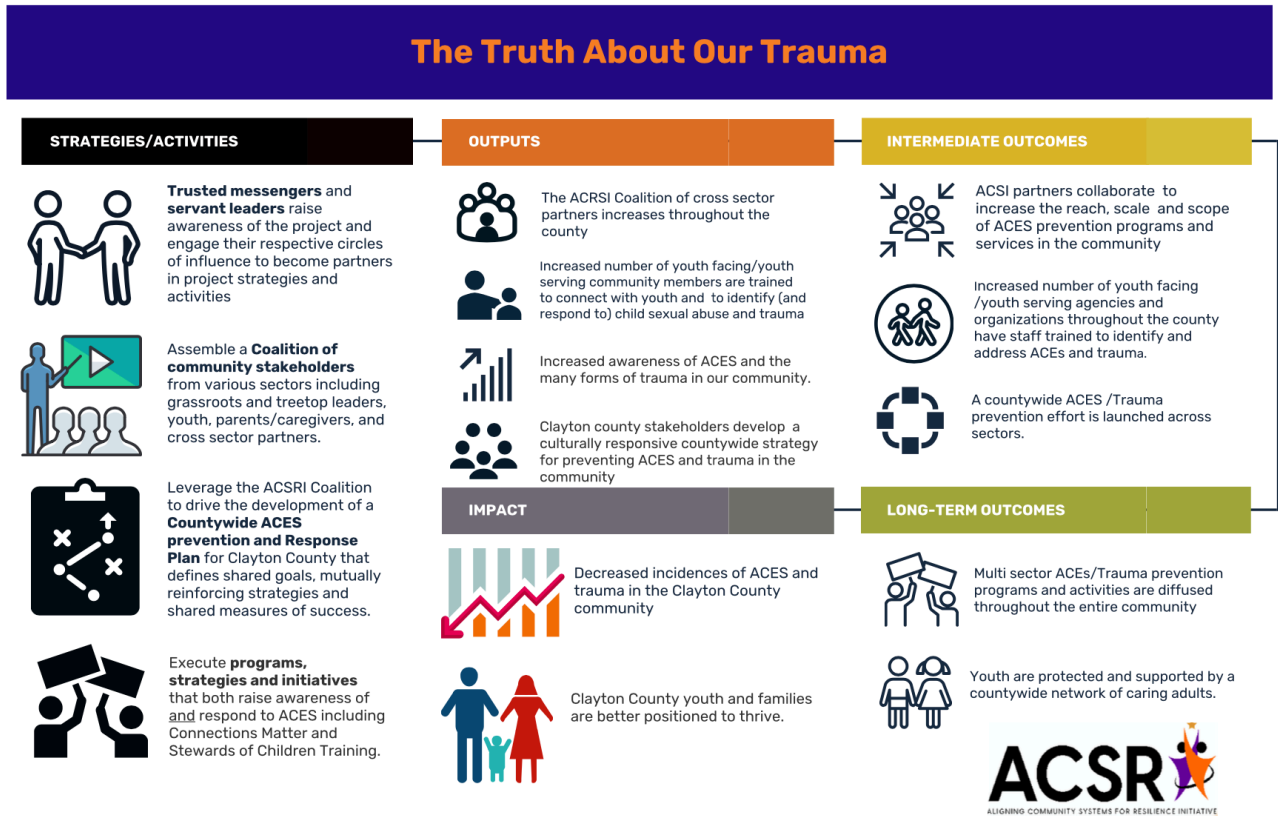 The Truth About Our Trauma
STRATEGIES/ACTIVITIES
Trusted messengers and
servant leaders raise
awareness of the project and
engage their respective circles
of influence to become partners
in project strategies and
activities
Assemble a Coalition of
community stakeholders
from various sectors including
grassroots and treetop leaders,
youth, parents/caregivers, and
cross sector partners.
Leverage the ACSRI Coalition
to drive the development of a
Countywide ACES
prevention and Response
Plan for Clayton County that
defines shared goals, mutually
reinforcing strategies and
shared measures of success.
Execute programs,
strategies and initiatives
that both raise awareness of
and respond to ACES including
Connections Matter and
Stewards of Children Training.
OUTPUTS
The ACRSI Coalition of cross sector
partners increases throughout the
county
Increased number of youth facing/youth
serving community members are trained
to connect with youth and to identify (and
respond to) child sexual abuse and trauma
Increased awareness of ACES and the
many forms of trauma in our community.
Clayton county stakeholders develop a
culturally responsive countywide strategy
for preventing ACES and trauma in the
community
INTERMEDIATE OUTCOMES
ACSI partners collaborate to
increase the reach, scale and scope
of ACES prevention programs and
services in the community
Increased number of youth facing
/youth serving agencies and
organizations throughout the county
have staff trained to identify and
address ACEs and trauma.
A countywide ACES /Trauma
prevention effort is launched across
sectors.
IMPACT
Decreased incidences of ACES and
trauma in the Clayton County
community
Clayton County youth and families
are better positioned to thrive.
LONG-TERM OUTCOMES
Multi sector ACEs/Trauma prevention
programs and activities are diffused
throughout the entire community
Youth are protected and supported by a
countywide network of caring adults.
ACSR
ALIGNING COMMUNITY SYSTEMS FOR RESILIENCE INITIATIVE